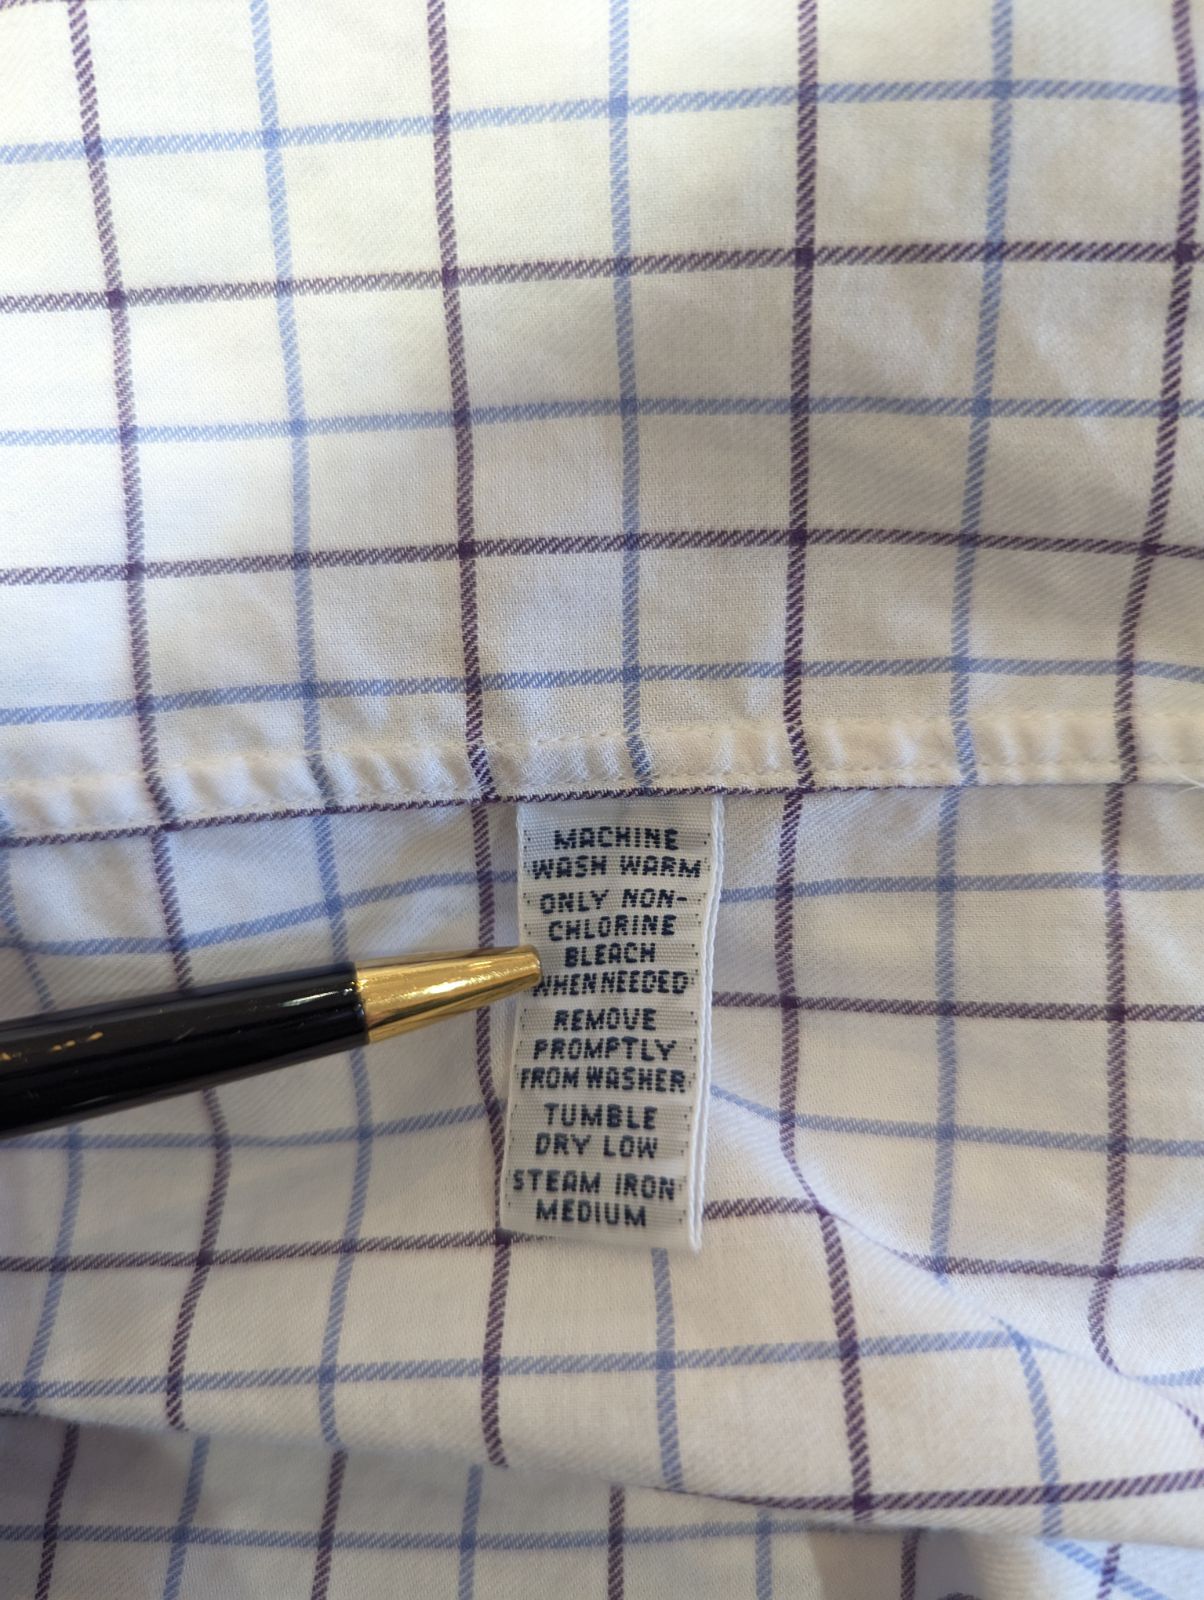 MACHINE
WASH WARM
ONLY NON-
CHLORINE
BLEACH
WHEN NEEDED
REMOVE
PROMPTLY
FROM WASHER
TUMBLE
DRY LOW
STEAM IRON
MEDIUM